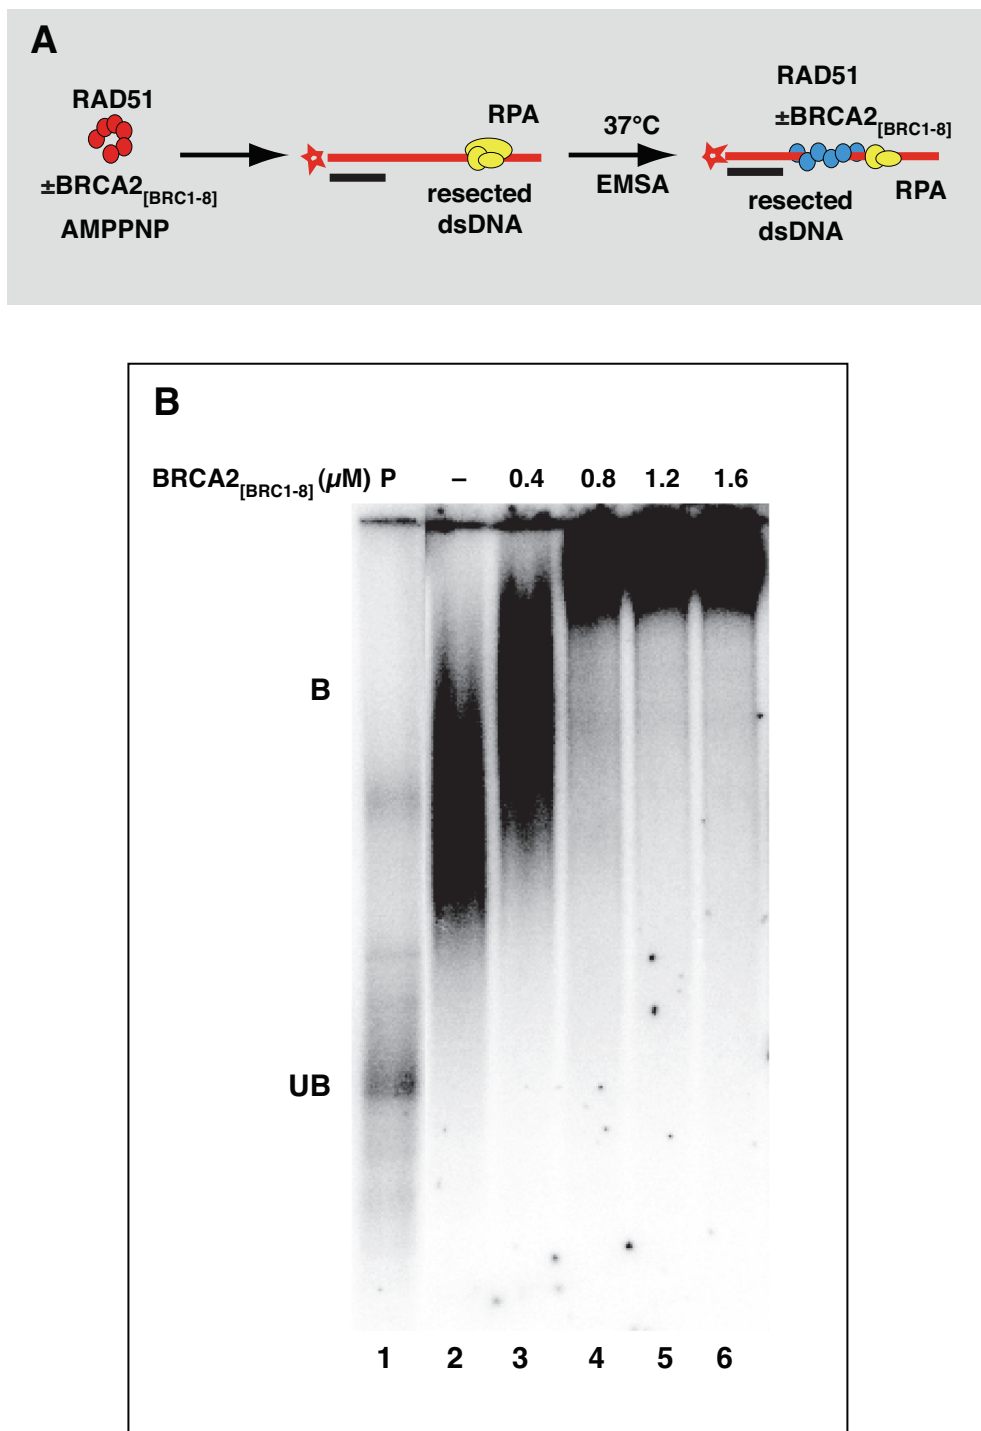 A
RAD51
±BRCA2[BRC1-8]
AMPPNP
RPA
resected
dsDNA
37°C
EMSA
RAD51
±BRCA2[BRC1-8]
RPA
resected
dsDNA
B
BRCA2[BRC1-8] (µM) P – 0.4 0.8 1.2 1.6
B
UB
1 2 3 4 5 6